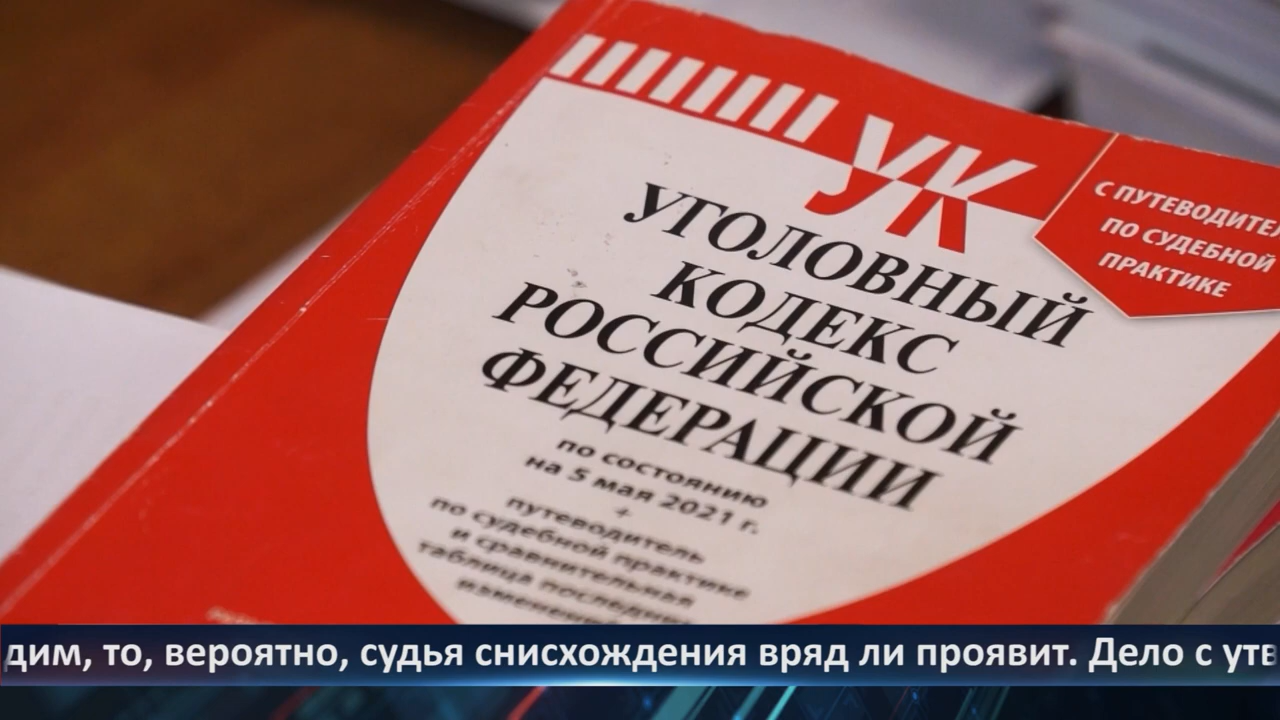 УК
УГОЛОВНЫЙ
КОДЕКС
РОССИЙСКОЙ
ФЕДЕРАЦИИ
по состоянию
на 5 мая 2021 г.
+
путеводитель
по судебной практике
и сравнительная
таблица последних
С ПУТЕВОДИТЕЛ
ПО СУДЕБНОЙ
ПРАКТИКЕ
дим, то, вероятно, судья снисхождения вряд ли проявит. Дело с утв